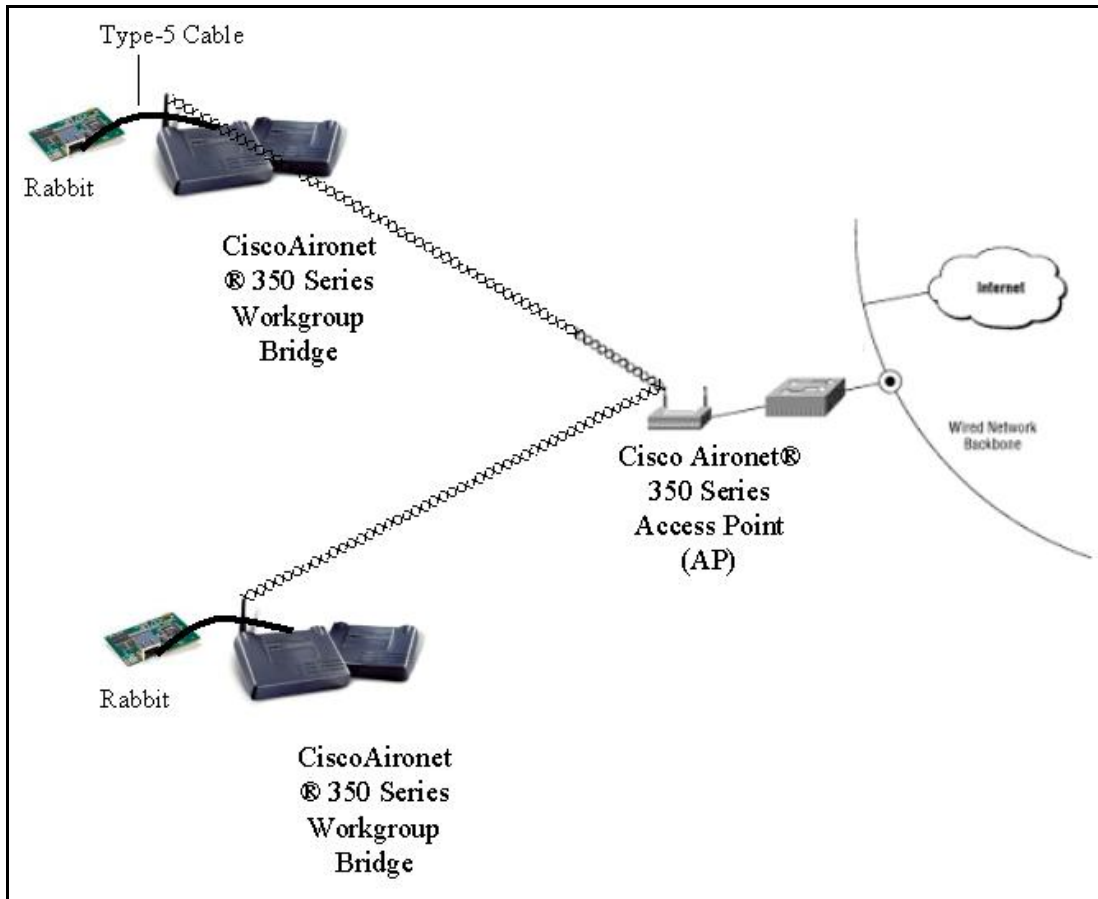 Type-5 Cable
Rabbit
CiscoAironet
® 350 Series
Workgroup
Bridge
Internet
Wired Network
Backbone
Cisco Aironet®
350 Series
Access Point
(AP)
Rabbit
CiscoAironet
® 350 Series
Workgroup
Bridge